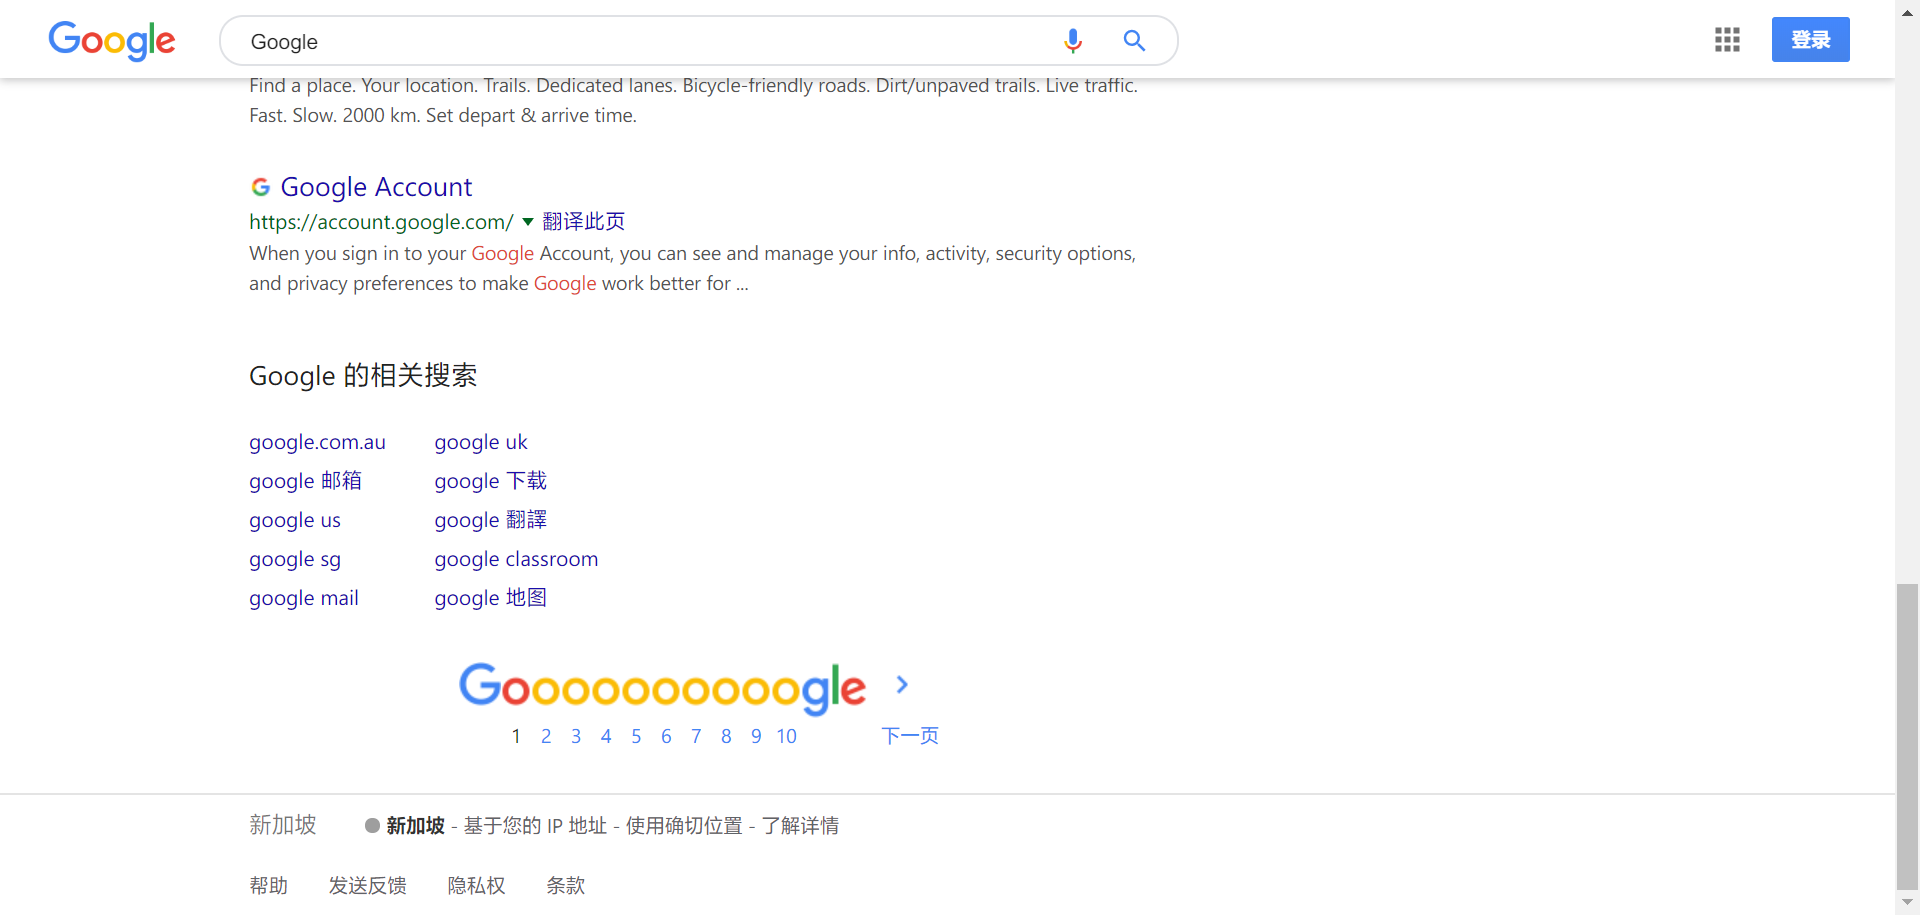 Google
Google
登录
Find a place. Your location. Trails. Dedicated lanes. Bicycle-friendly roads. Dirt/unpaved trails. Live traffic.
Fast. Slow. 2000 km. Set depart & arrive time.
Google Account
https://account.google.com/ 翻译此页
When you sign in to your Google Account, you can see and manage your info, activity, security options,
and privacy preferences to make Google work better for ...
Google 的相关搜索
google.com.au google uk
google 邮箱 google 下载
google us google 翻譯
google sg google classroom
google mail google 地图
Goooooooooogle
1 2 3 4 5 6 7 8 9 10 下一页
新加坡 新加坡 - 基于您的 IP 地址 - 使用确切位置 - 了解详情
帮助 发送反馈 隐私权 条款